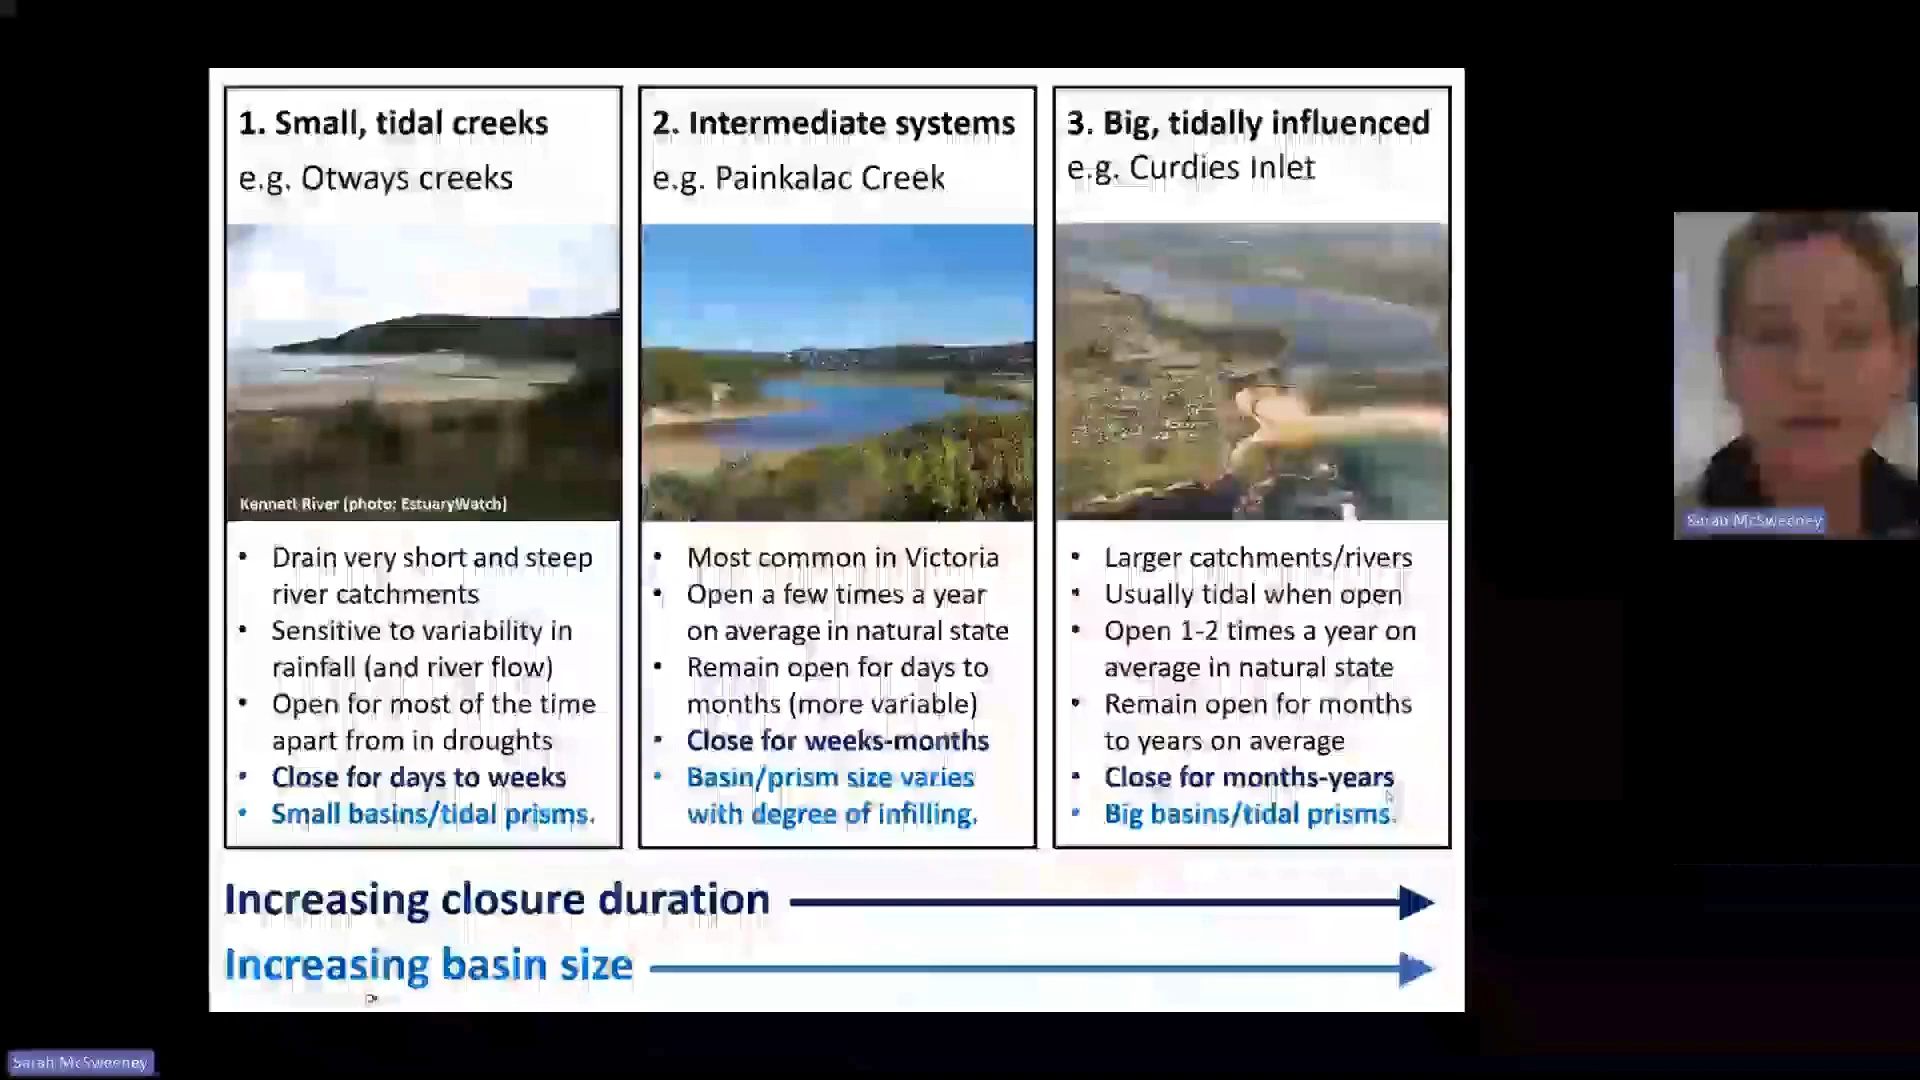 1. Small, tidal creeks
e.g. Otways creeks
Kennett River (photo: EstuaryWatch)
• Drain very short and steep
river catchments
• Sensitive to variability in
rainfall (and river flow)
• Open for most of the time
apart from in droughts
• Close for days to weeks
• Small basins/tidal prisms.
2. Intermediate systems
e.g. Painkalac Creek
• Most common in Victoria
• Open a few times a year
on average in natural state
• Remain open for days to
months (more variable)
• Close for weeks-months
• Basin/prism size varies
with degree of infilling.
3. Big, tidally influenced
e.g. Curdies Inlet
• Larger catchments/rivers
• Usually tidal when open
• Open 1-2 times a year on
average in natural state
• Remain open for months
to years on average
• Close for months-years
• Big basins/tidal prisms.
Increasing closure duration
Increasing basin size
Sarah McSweeney
Sarah McSweeney